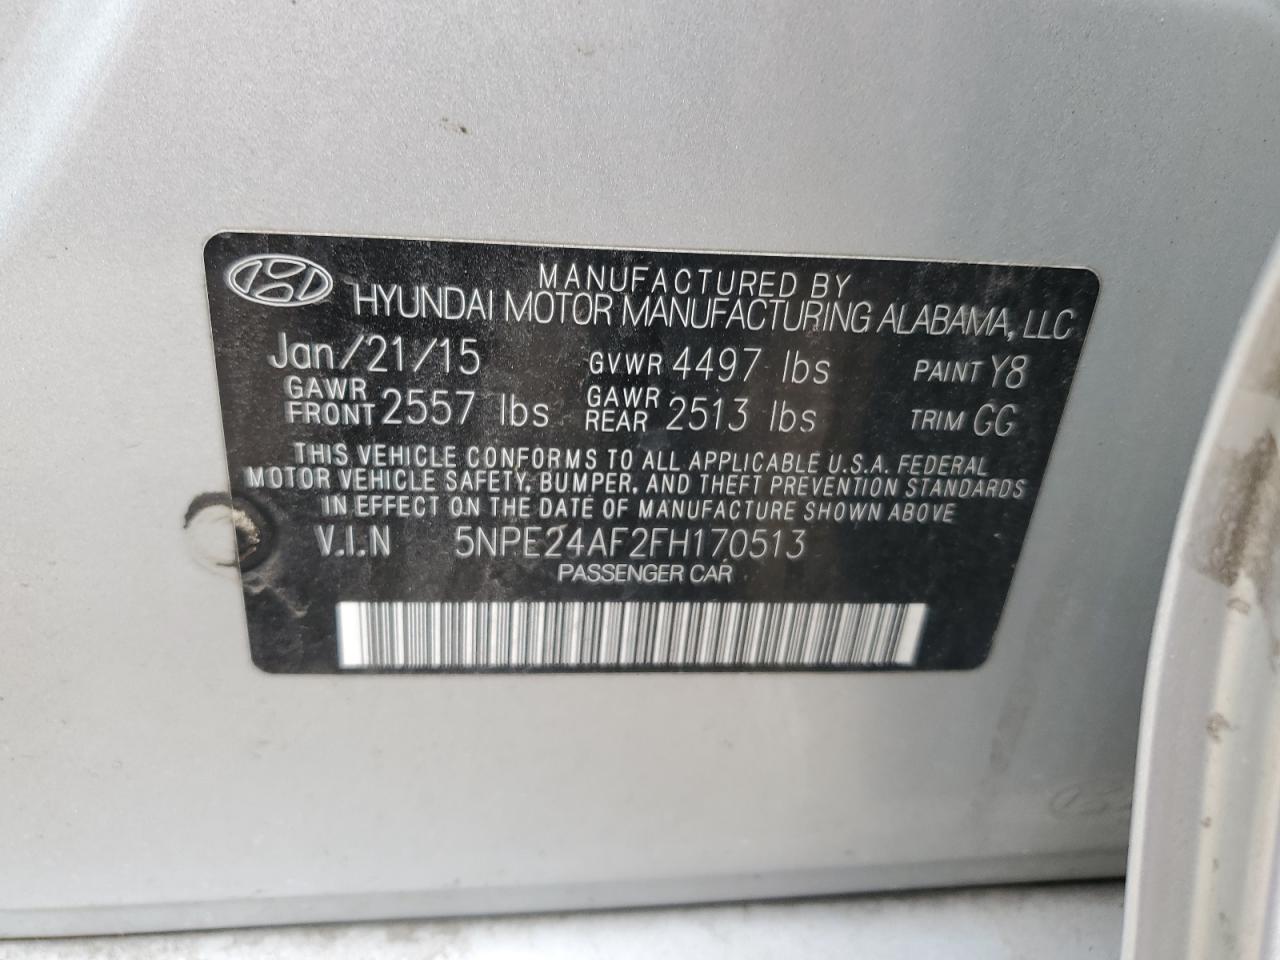 MANUFACTURED BY
HYUNDAI MOTOR MANUFACTURING ALABAMA, LLC
Jan/21/15 GVWR 4497 lbs PAINT Y8
GAWR FRONT 2557 lbs GAWR REAR 2513 lbs TRIM GG
THIS VEHICLE CONFORMS TO ALL APPLICABLE U.S.A. FEDERAL
MOTOR VEHICLE SAFETY, BUMPER, AND THEFT PREVENTION STANDARDS
IN EFFECT ON THE DATE OF MANUFACTURE SHOWN ABOVE
V.I.N 5NPE24AF2FH170513
PASSENGER CAR